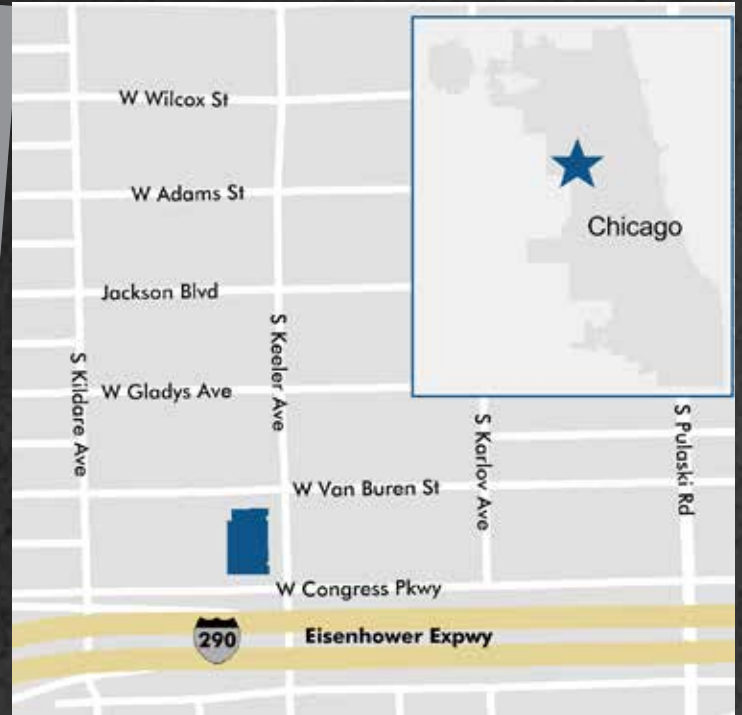 W Wilcox St
W Adams St
Chicago
Jackson Blvd
S Kildare Ave
S Keeler Ave
W Gladys Ave
S Karlov Ave
S Pulaski Rd
W Van Buren St
W Congress Pkwy
290
Eisenhower Expwy